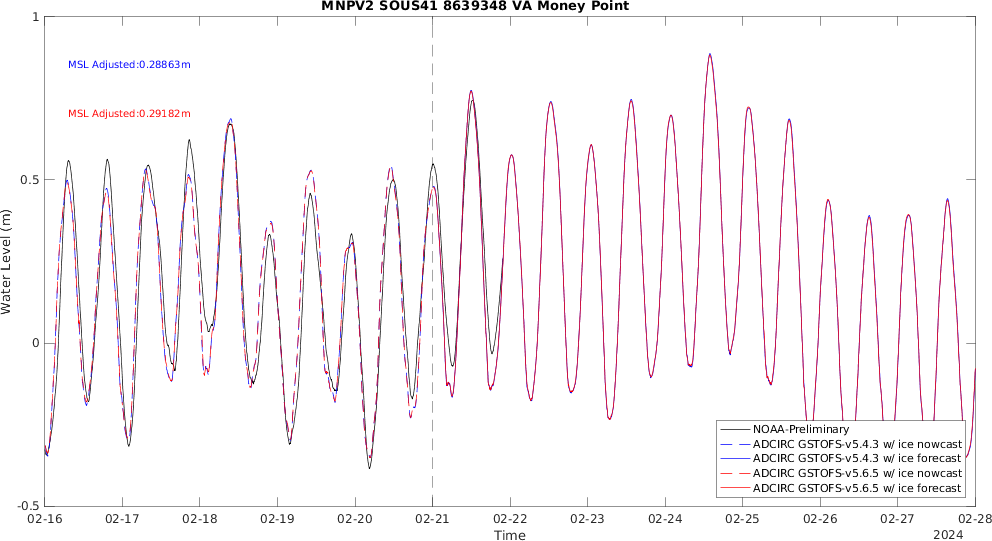 MNPV2 SOUS41 8639348 VA Money Point
1
MSL Adjusted:0.28863m
MSL Adjusted:0.29182m
0.5
Water Level (m)
0
NOAA-Preliminary
ADCIRC GSTOFS-v5.4.3 w/ ice nowcast
ADCIRC GSTOFS-v5.4.3 w/ ice forecast
ADCIRC GSTOFS-v5.6.5 w/ ice nowcast
ADCIRC GSTOFS-v5.6.5 w/ ice forecast
-0.5
02-16 02-17 02-18 02-19 02-20 02-21 02-22 02-23 02-24 02-25 02-26 02-27 02-28
Time
2024